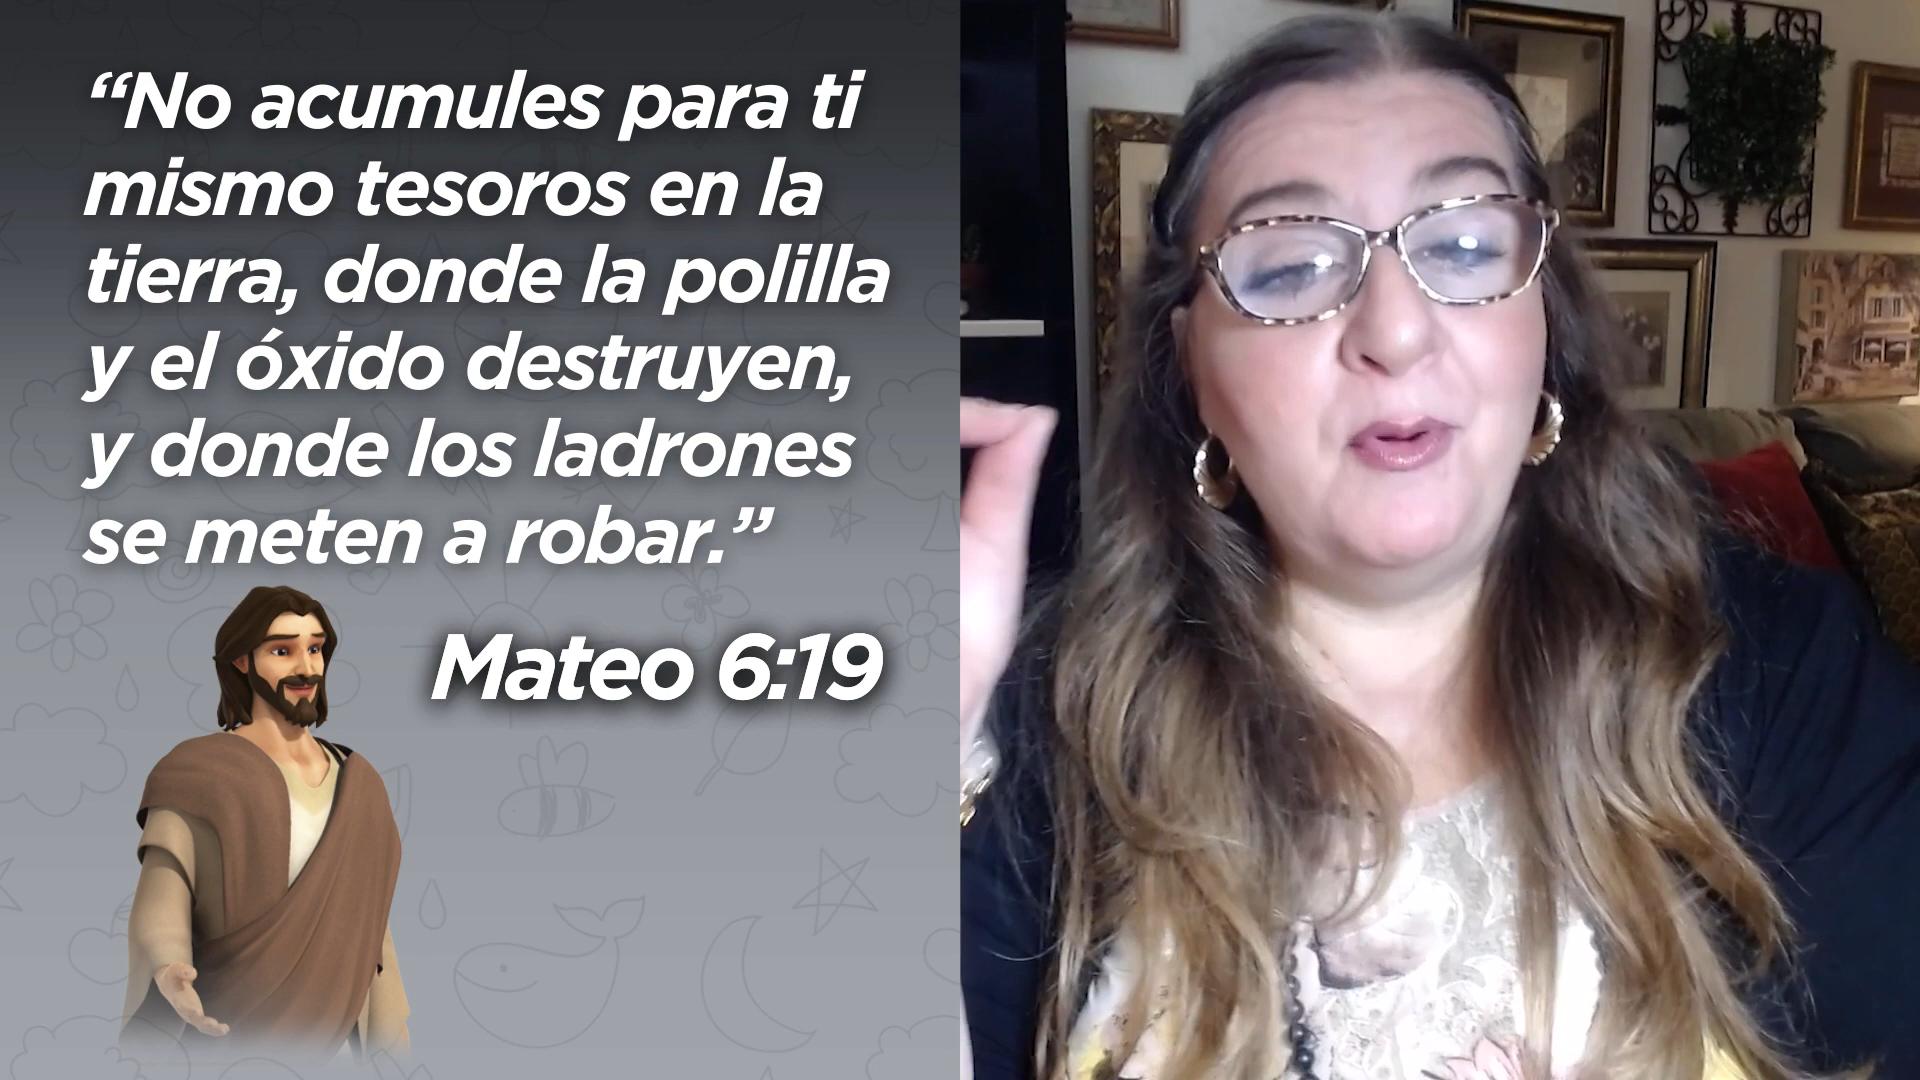 “No acumules para ti
mismo tesoros en la
tierra, donde la polilla
y el óxido destruyen,
y donde los ladrones
se meten a robar.”
Mateo 6:19